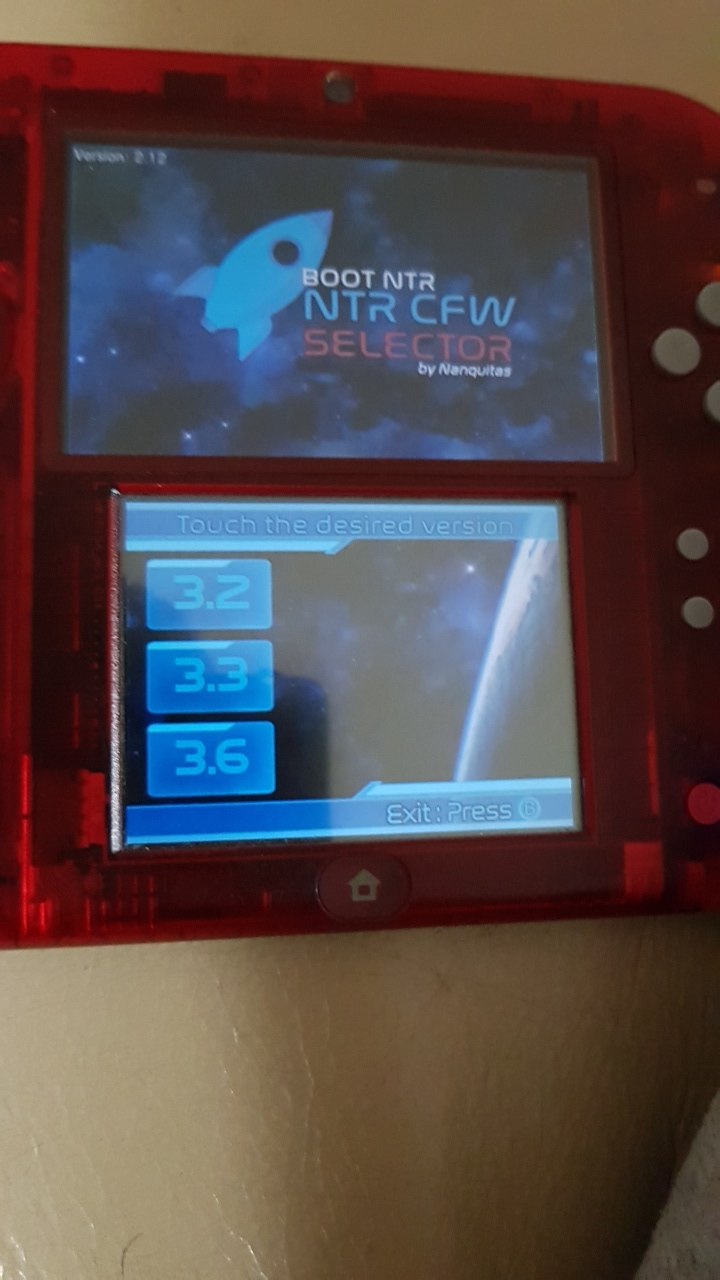 Version: 2.12
BOOT NTR
NTR CFW
SELECTOR
by Nanquitas
Touch the desired version
3.2
3.3
3.6
Exit : Press Ⓑ